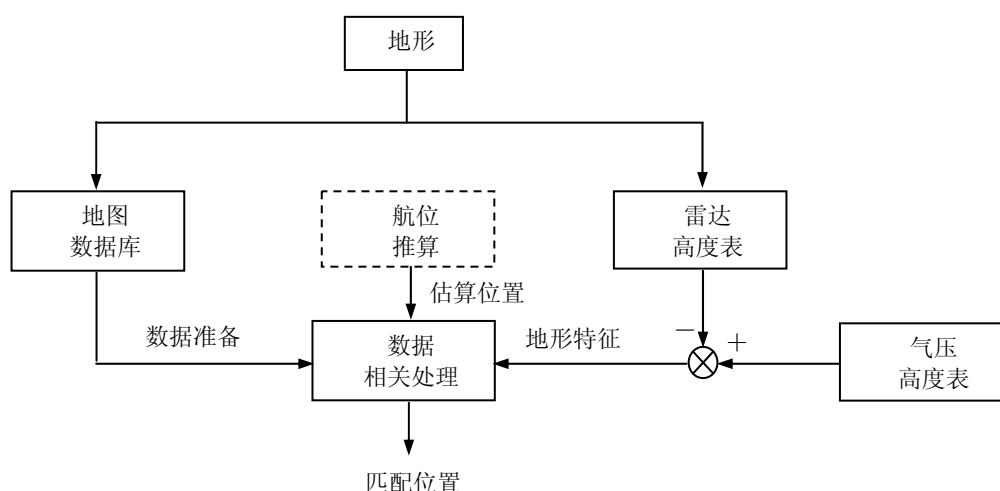 地形
地图
数据库
航位
推算
雷达
高度表
估算位置
数据准备
数据
相关处理
地形特征
－
＋
气压
高度表
匹配位置